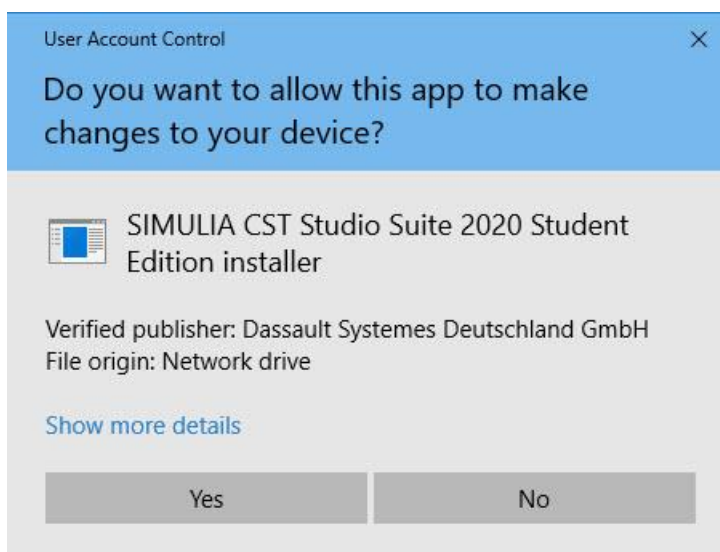 User Account Control
Do you want to allow this app to make
changes to your device?
SIMULIA CST Studio Suite 2020 Student
Edition installer
Verified publisher: Dassault Systemes Deutschland GmbH
File origin: Network drive
Show more details
Yes
No